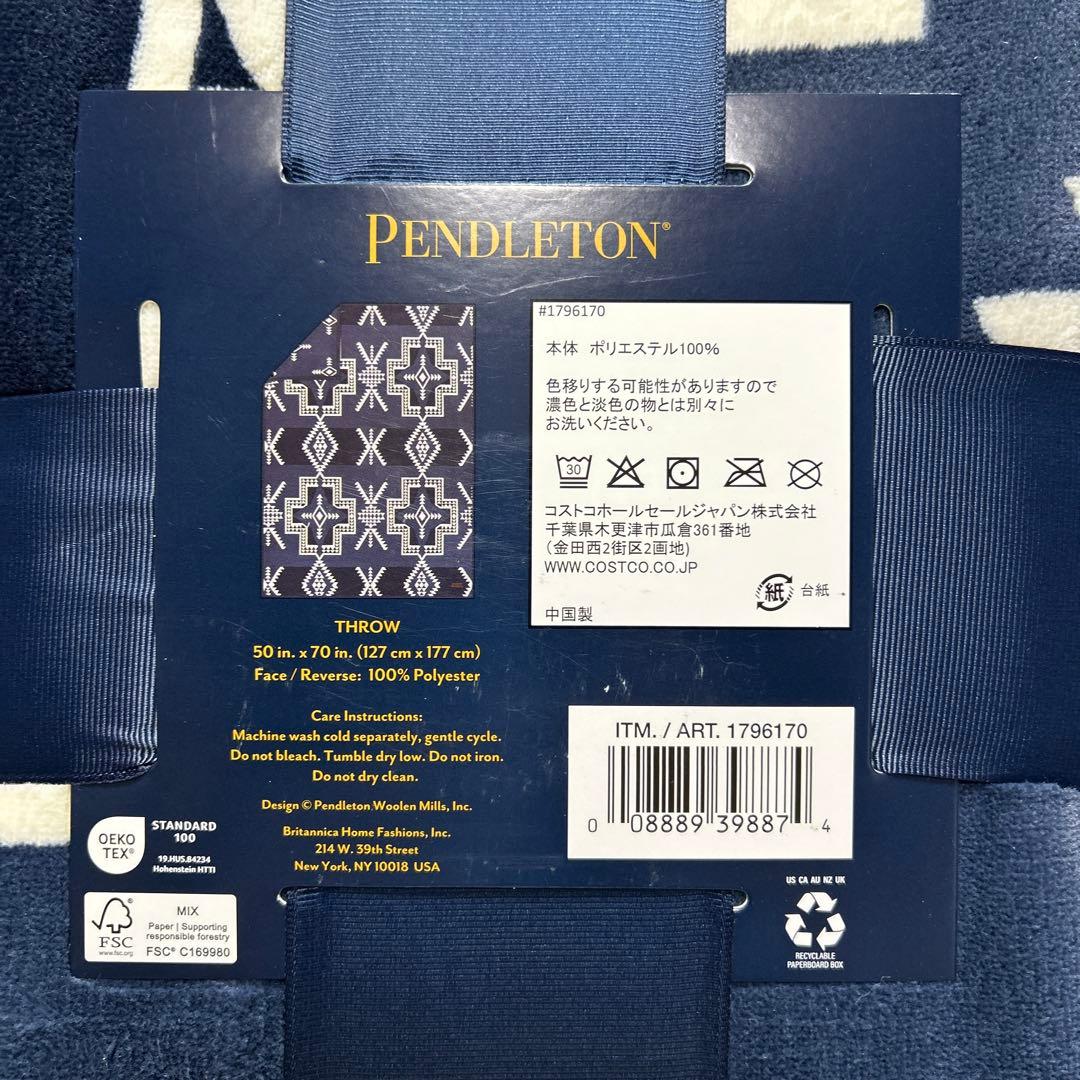 PENDLETON®
#1796170
本体 ポリエステル100%
色移りする可能性がありますので
濃色と淡色の物とは別々に
お洗いください。
30
コストコホールセールジャパン株式会社
千葉県木更津市瓜倉361番地
(金田西2街区2画地)
WWW.COSTCO.CO.JP
紙 台紙
中国製
THROW
50 in. x 70 in. (127 cm x 177 cm)
Face / Reverse: 100% Polyester
Care Instructions:
Machine wash cold separately, gentle cycle.
Do not bleach. Tumble dry low. Do not iron.
Do not dry clean.
Design © Pendleton Woolen Mills, Inc.
Britannica Home Fashions, Inc.
214 W. 39th Street
New York, NY 10018 USA
ITM. / ART. 1796170
0 08889 39887 4
OEKO
TEX®
STANDARD
100
19.HUS.84234
Hohenstein HTTI
FSC®
www.fsc.org
MIX
Paper | Supporting
responsible forestry
FSC® C169980
US CA AU NZ UK
RECYCLABLE
PAPERBOARD BOX